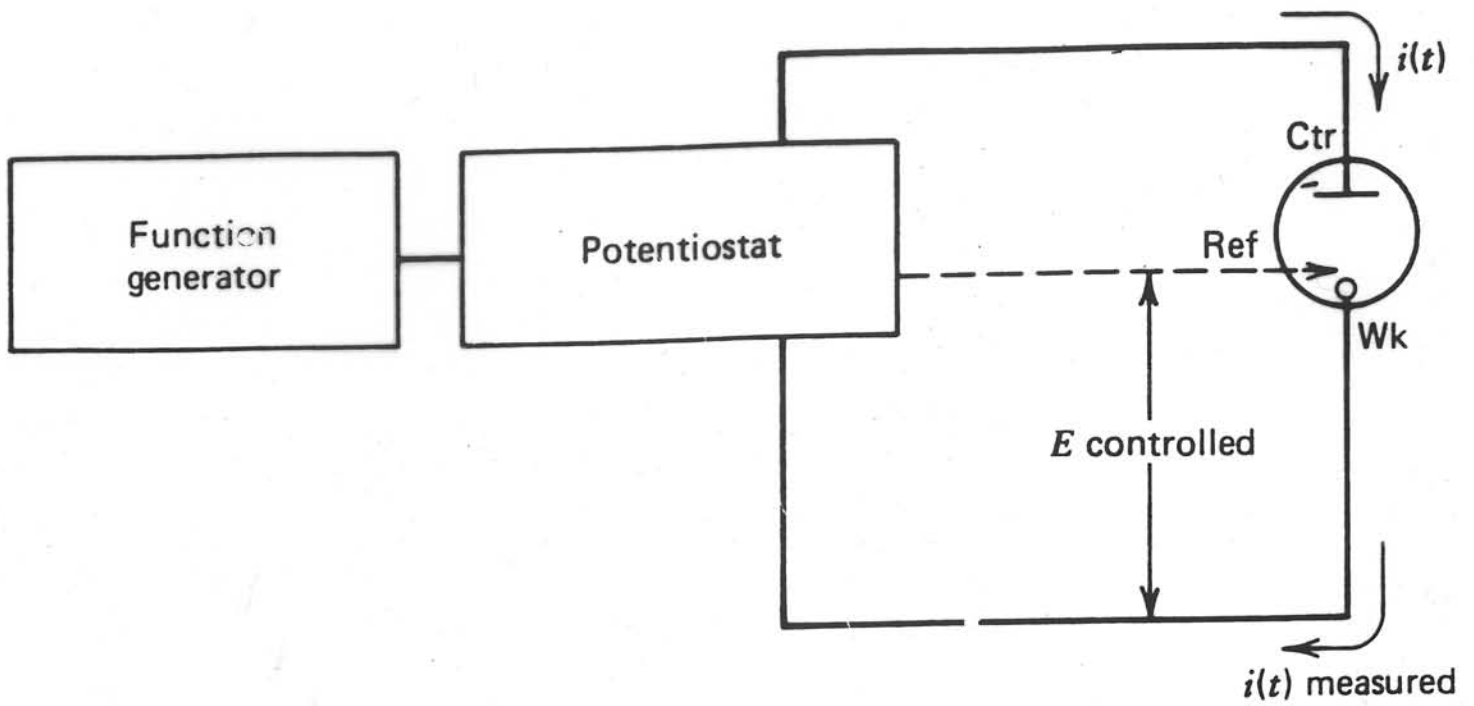 i(t)
Ctr
Function
generator
Potentiostat
Ref
Wk
E controlled
i(t) measured